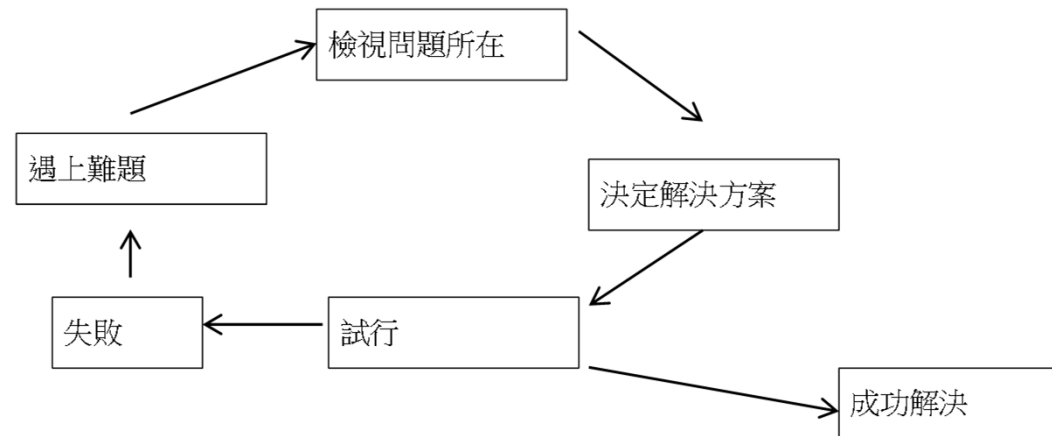 檢視問題所在
遇上難題
決定解決方案
失敗
試行
成功解決